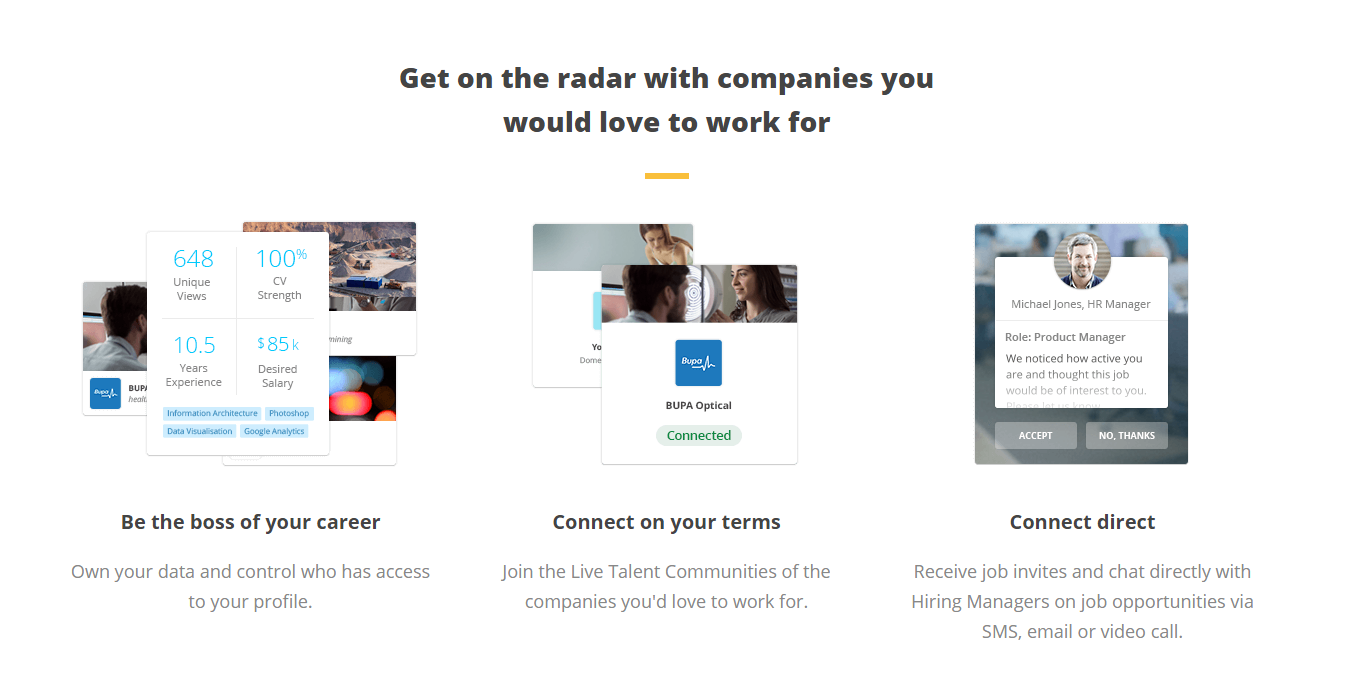 Get on the radar with companies you
would love to work for
648
Unique
Views
100%
CV
Strength
10.5
Years
Experience
$85k
Desired
Salary
Information Architecture
Photoshop
Data Visualisation
Google Analytics
mining
Bupa
BUPA
Yo
Dome
Bupa
BUPA Optical
Connected
Michael Jones, HR Manager
Role: Product Manager
We noticed how active you
are and thought this job
would be of interest to you.
Please let us know
ACCEPT
NO, THANKS
Be the boss of your career
Own your data and control who has access
to your profile.
Connect on your terms
Join the Live Talent Communities of the
companies you'd love to work for.
Connect direct
Receive job invites and chat directly with
Hiring Managers on job opportunities via
SMS, email or video call.